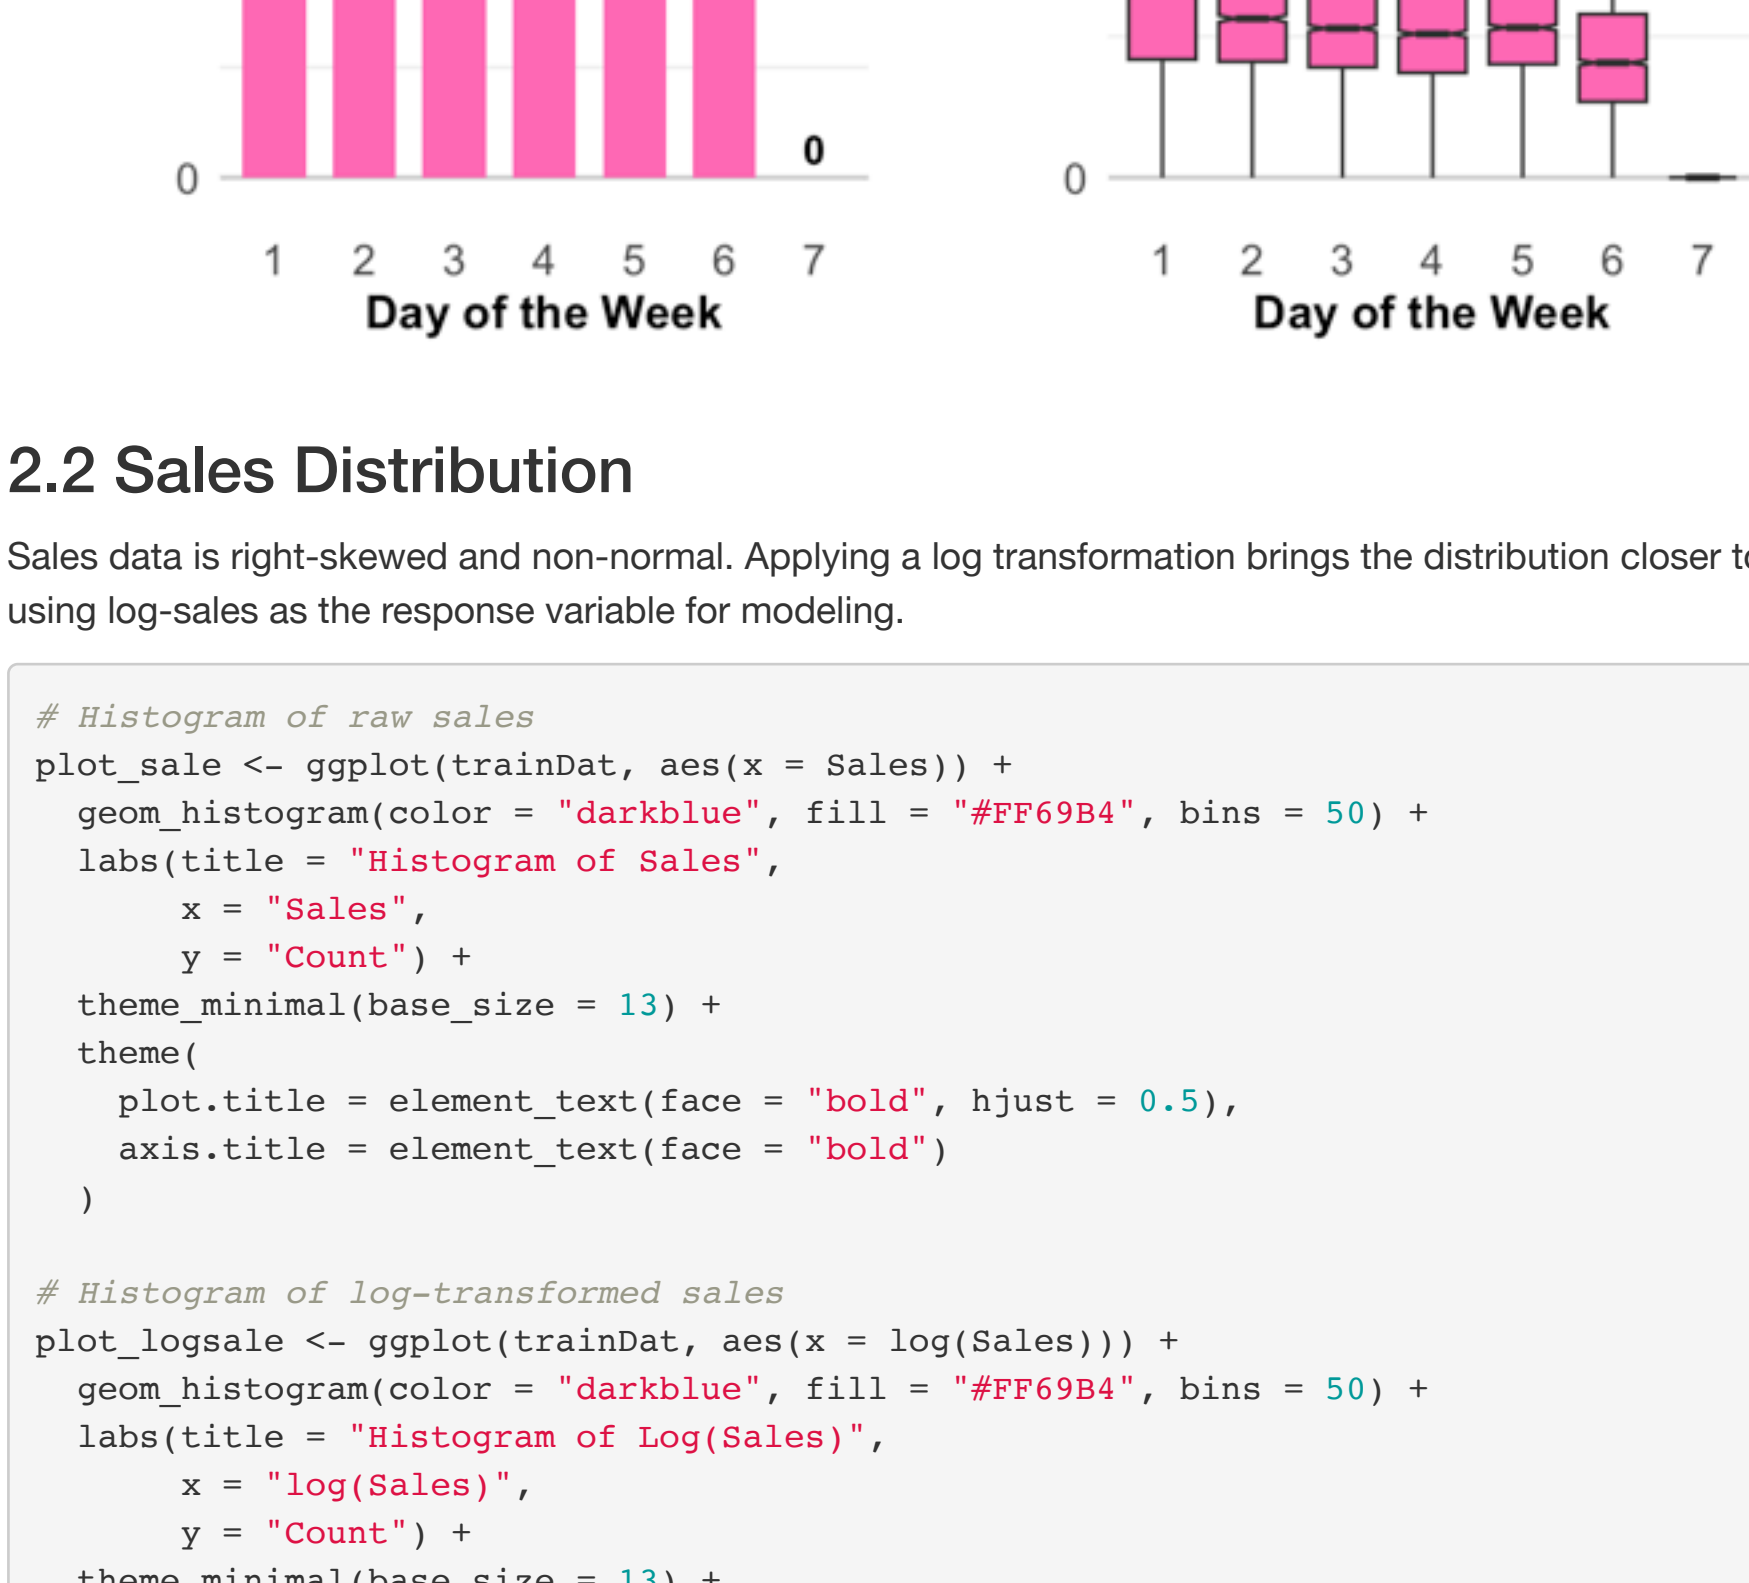 0
0
0
1 2 3 4 5 6 7
1 2 3 4 5 6 7
Day of the Week
Day of the Week
2.2 Sales Distribution
Sales data is right-skewed and non-normal. Applying a log transformation brings the distribution closer to
using log-sales as the response variable for modeling.
# Histogram of raw sales
plot_sale <- ggplot(trainDat, aes(x = Sales)) +
  geom_histogram(color = "darkblue", fill = "#FF69B4", bins = 50) +
  labs(title = "Histogram of Sales",
       x = "Sales",
       y = "Count") +
  theme_minimal(base_size = 13) +
  theme(
    plot.title = element_text(face = "bold", hjust = 0.5),
    axis.title = element_text(face = "bold")
  )
# Histogram of log-transformed sales
plot_logsale <- ggplot(trainDat, aes(x = log(Sales))) +
  geom_histogram(color = "darkblue", fill = "#FF69B4", bins = 50) +
  labs(title = "Histogram of Log(Sales)",
       x = "log(Sales)",
       y = "Count") +
  theme_minimal(base_size = 13) +